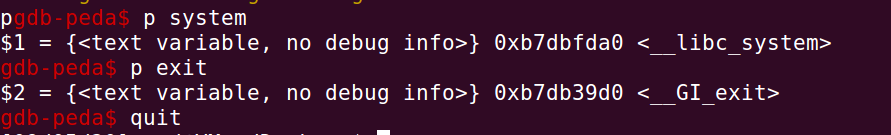 pgdb-peda$ p system
$1 = {<text variable, no debug info>} 0xb7dbfda0 <__libc_system>
gdb-peda$ p exit
$2 = {<text variable, no debug info>} 0xb7db39d0 <__GI_exit>
gdb-peda$ quit